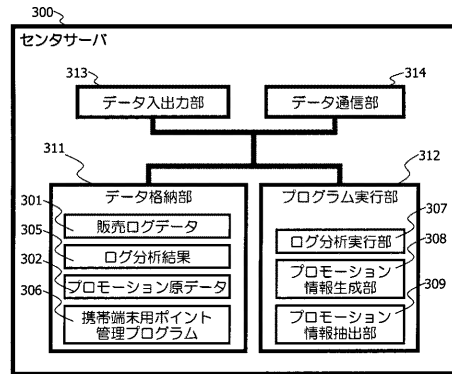 300
センタサーバ
313
データ入出力部
314
データ通信部
311
データ格納部
301
販売ログデータ
305
ログ分析結果
302
プロモーション原データ
306
携帯端末用ポイント
管理プログラム
312
プログラム実行部
307
ログ分析実行部
308
プロモーション
情報生成部
309
プロモーション
情報抽出部